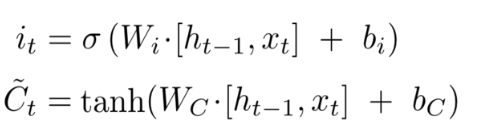 i_t = σ (W_i·[h_{t−1}, x_t] + b_i)
C̃_t = tanh(W_C·[h_{t−1}, x_t] + b_C)